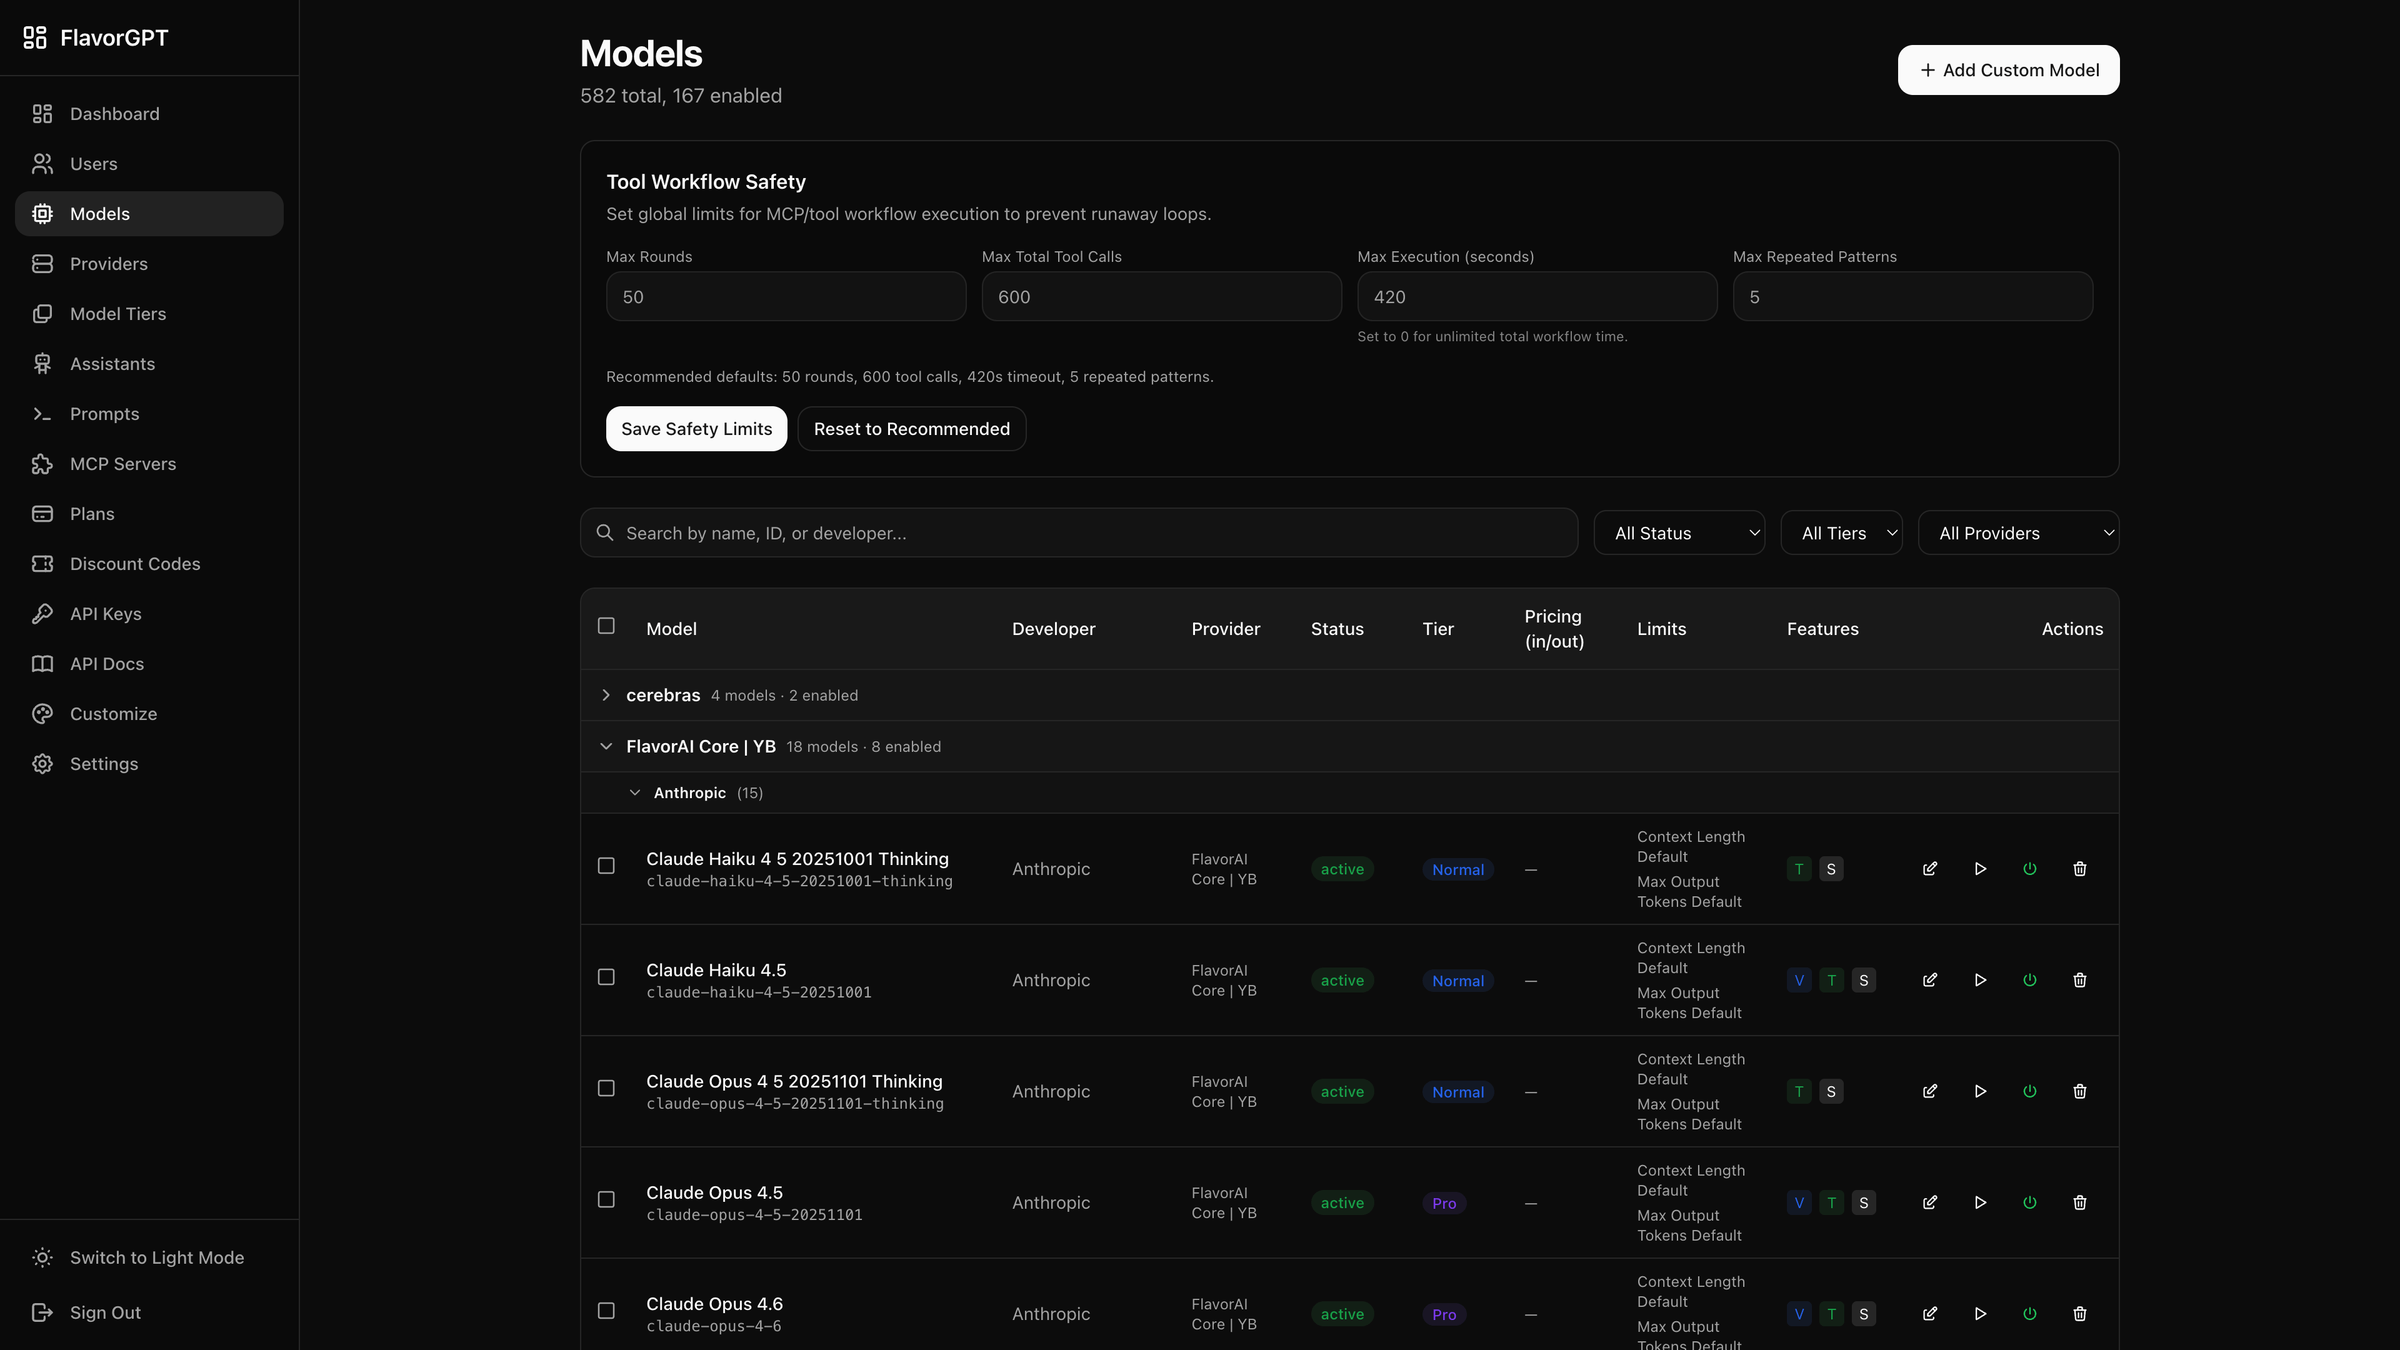 FlavorGPT
Dashboard
Users
Models
Providers
Model Tiers
Assistants
Prompts
MCP Servers
Plans
Discount Codes
API Keys
API Docs
Customize
Settings
Switch to Light Mode
Sign Out
Models
582 total, 167 enabled
+ Add Custom Model
Tool Workflow Safety
Set global limits for MCP/tool workflow execution to prevent runaway loops.
Max Rounds
50
Max Total Tool Calls
600
Max Execution (seconds)
420
Set to 0 for unlimited total workflow time.
Max Repeated Patterns
5
Recommended defaults: 50 rounds, 600 tool calls, 420s timeout, 5 repeated patterns.
Save Safety Limits
Reset to Recommended
Search by name, ID, or developer...
All Status
All Tiers
All Providers
Model
Developer
Provider
Status
Tier
Pricing
(in/out)
Limits
Features
Actions
cerebras 4 models · 2 enabled
FlavorAI Core | YB 18 models · 8 enabled
Anthropic (15)
Claude Haiku 4 5 20251001 Thinking
claude-haiku-4-5-20251001-thinking
Anthropic
FlavorAI
Core | YB
active
Normal
—
Context Length
Default
Max Output
Tokens Default
T S
Claude Haiku 4.5
claude-haiku-4-5-20251001
Anthropic
FlavorAI
Core | YB
active
Normal
—
Context Length
Default
Max Output
Tokens Default
V T S
Claude Opus 4 5 20251101 Thinking
claude-opus-4-5-20251101-thinking
Anthropic
FlavorAI
Core | YB
active
Normal
—
Context Length
Default
Max Output
Tokens Default
T S
Claude Opus 4.5
claude-opus-4-5-20251101
Anthropic
FlavorAI
Core | YB
active
Pro
—
Context Length
Default
Max Output
Tokens Default
V T S
Claude Opus 4.6
claude-opus-4-6
Anthropic
FlavorAI
Core | YB
active
Pro
—
Context Length
Default
Max Output
Tokens Default
V T S